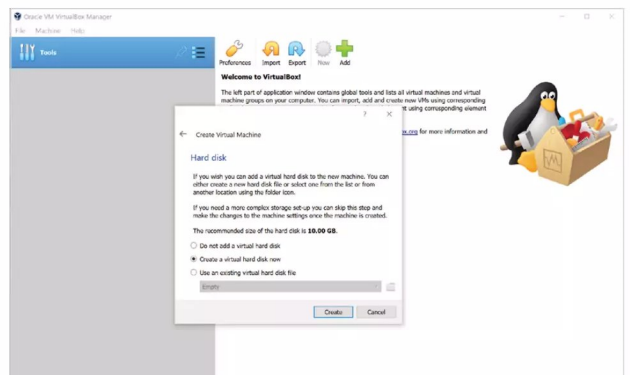 Oracle VM VirtualBox Manager
File Machine Help
Tools
Preferences Import Export New Add
Welcome to VirtualBox!
The left part of application window contains global tools and lists all virtual machines and virtual
machine groups on your computer. You can import, add and create new VMs using corresponding
nt using corresponding element
ox.org for more information and
? ×
← Create Virtual Machine
Hard disk
If you wish you can add a virtual hard disk to the new machine. You can
either create a new hard disk file or select one from the list or from
another location using the folder icon.
If you need a more complex storage set-up you can skip this step and
make the changes to the machine settings once the machine is created.
The recommended size of the hard disk is 10.00 GB.
Do not add a virtual hard disk
Create a virtual hard disk now
Use an existing virtual hard disk file
Empty
Create Cancel